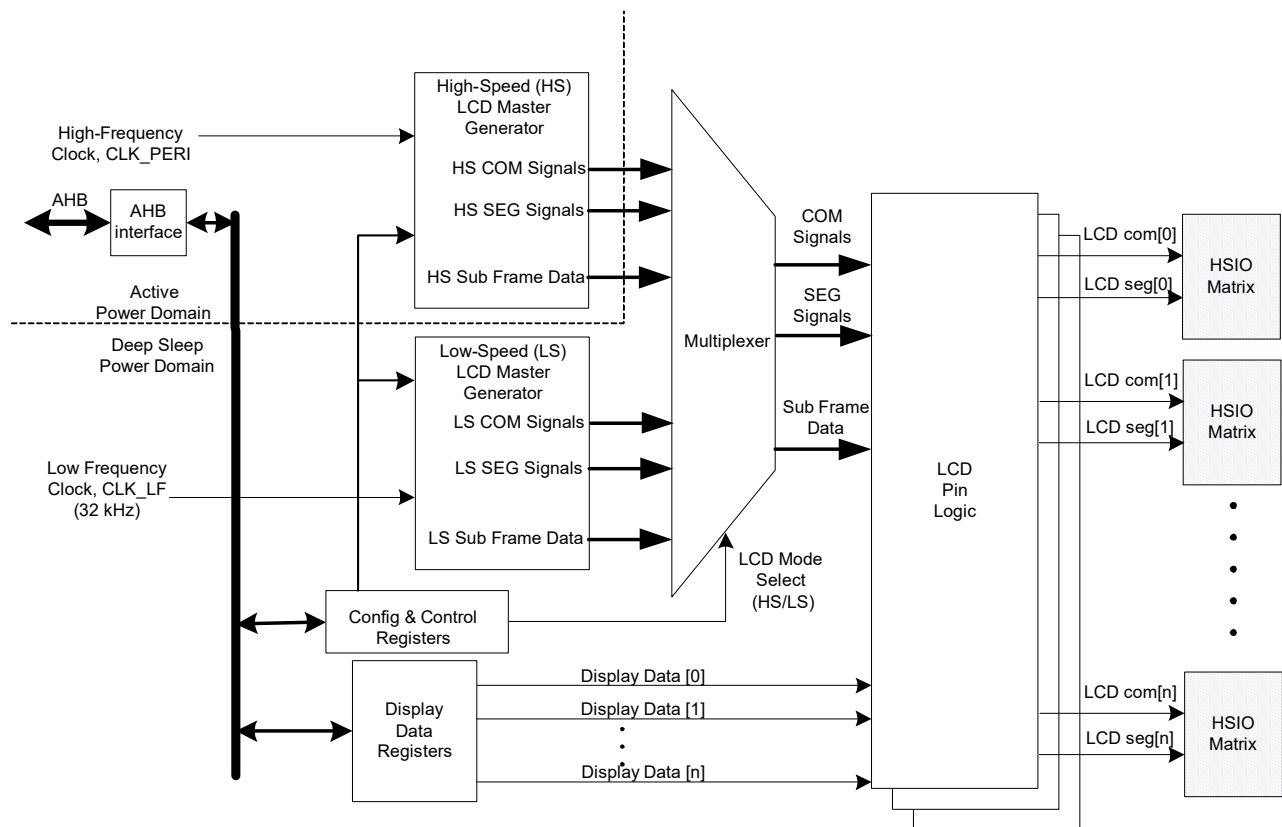 High-Speed (HS)
LCD Master
Generator
High-Frequency
Clock, CLK_PERI
HS COM Signals
AHB
AHB
interface
HS SEG Signals
HS Sub Frame Data
Active
Power Domain
Deep Sleep
Power Domain
Low-Speed (LS)
LCD Master
Generator
LS COM Signals
LS SEG Signals
Low Frequency
Clock, CLK_LF
(32 kHz)
LS Sub Frame Data
Multiplexer
COM
Signals
SEG
Signals
Sub Frame
Data
LCD Mode
Select
(HS/LS)
Config & Control
Registers
Display
Data
Registers
Display Data [0]
Display Data [1]
Display Data [n]
LCD
Pin
Logic
LCD com[0]
LCD seg[0]
HSIO
Matrix
LCD com[1]
LCD seg[1]
HSIO
Matrix
LCD com[n]
LCD seg[n]
HSIO
Matrix